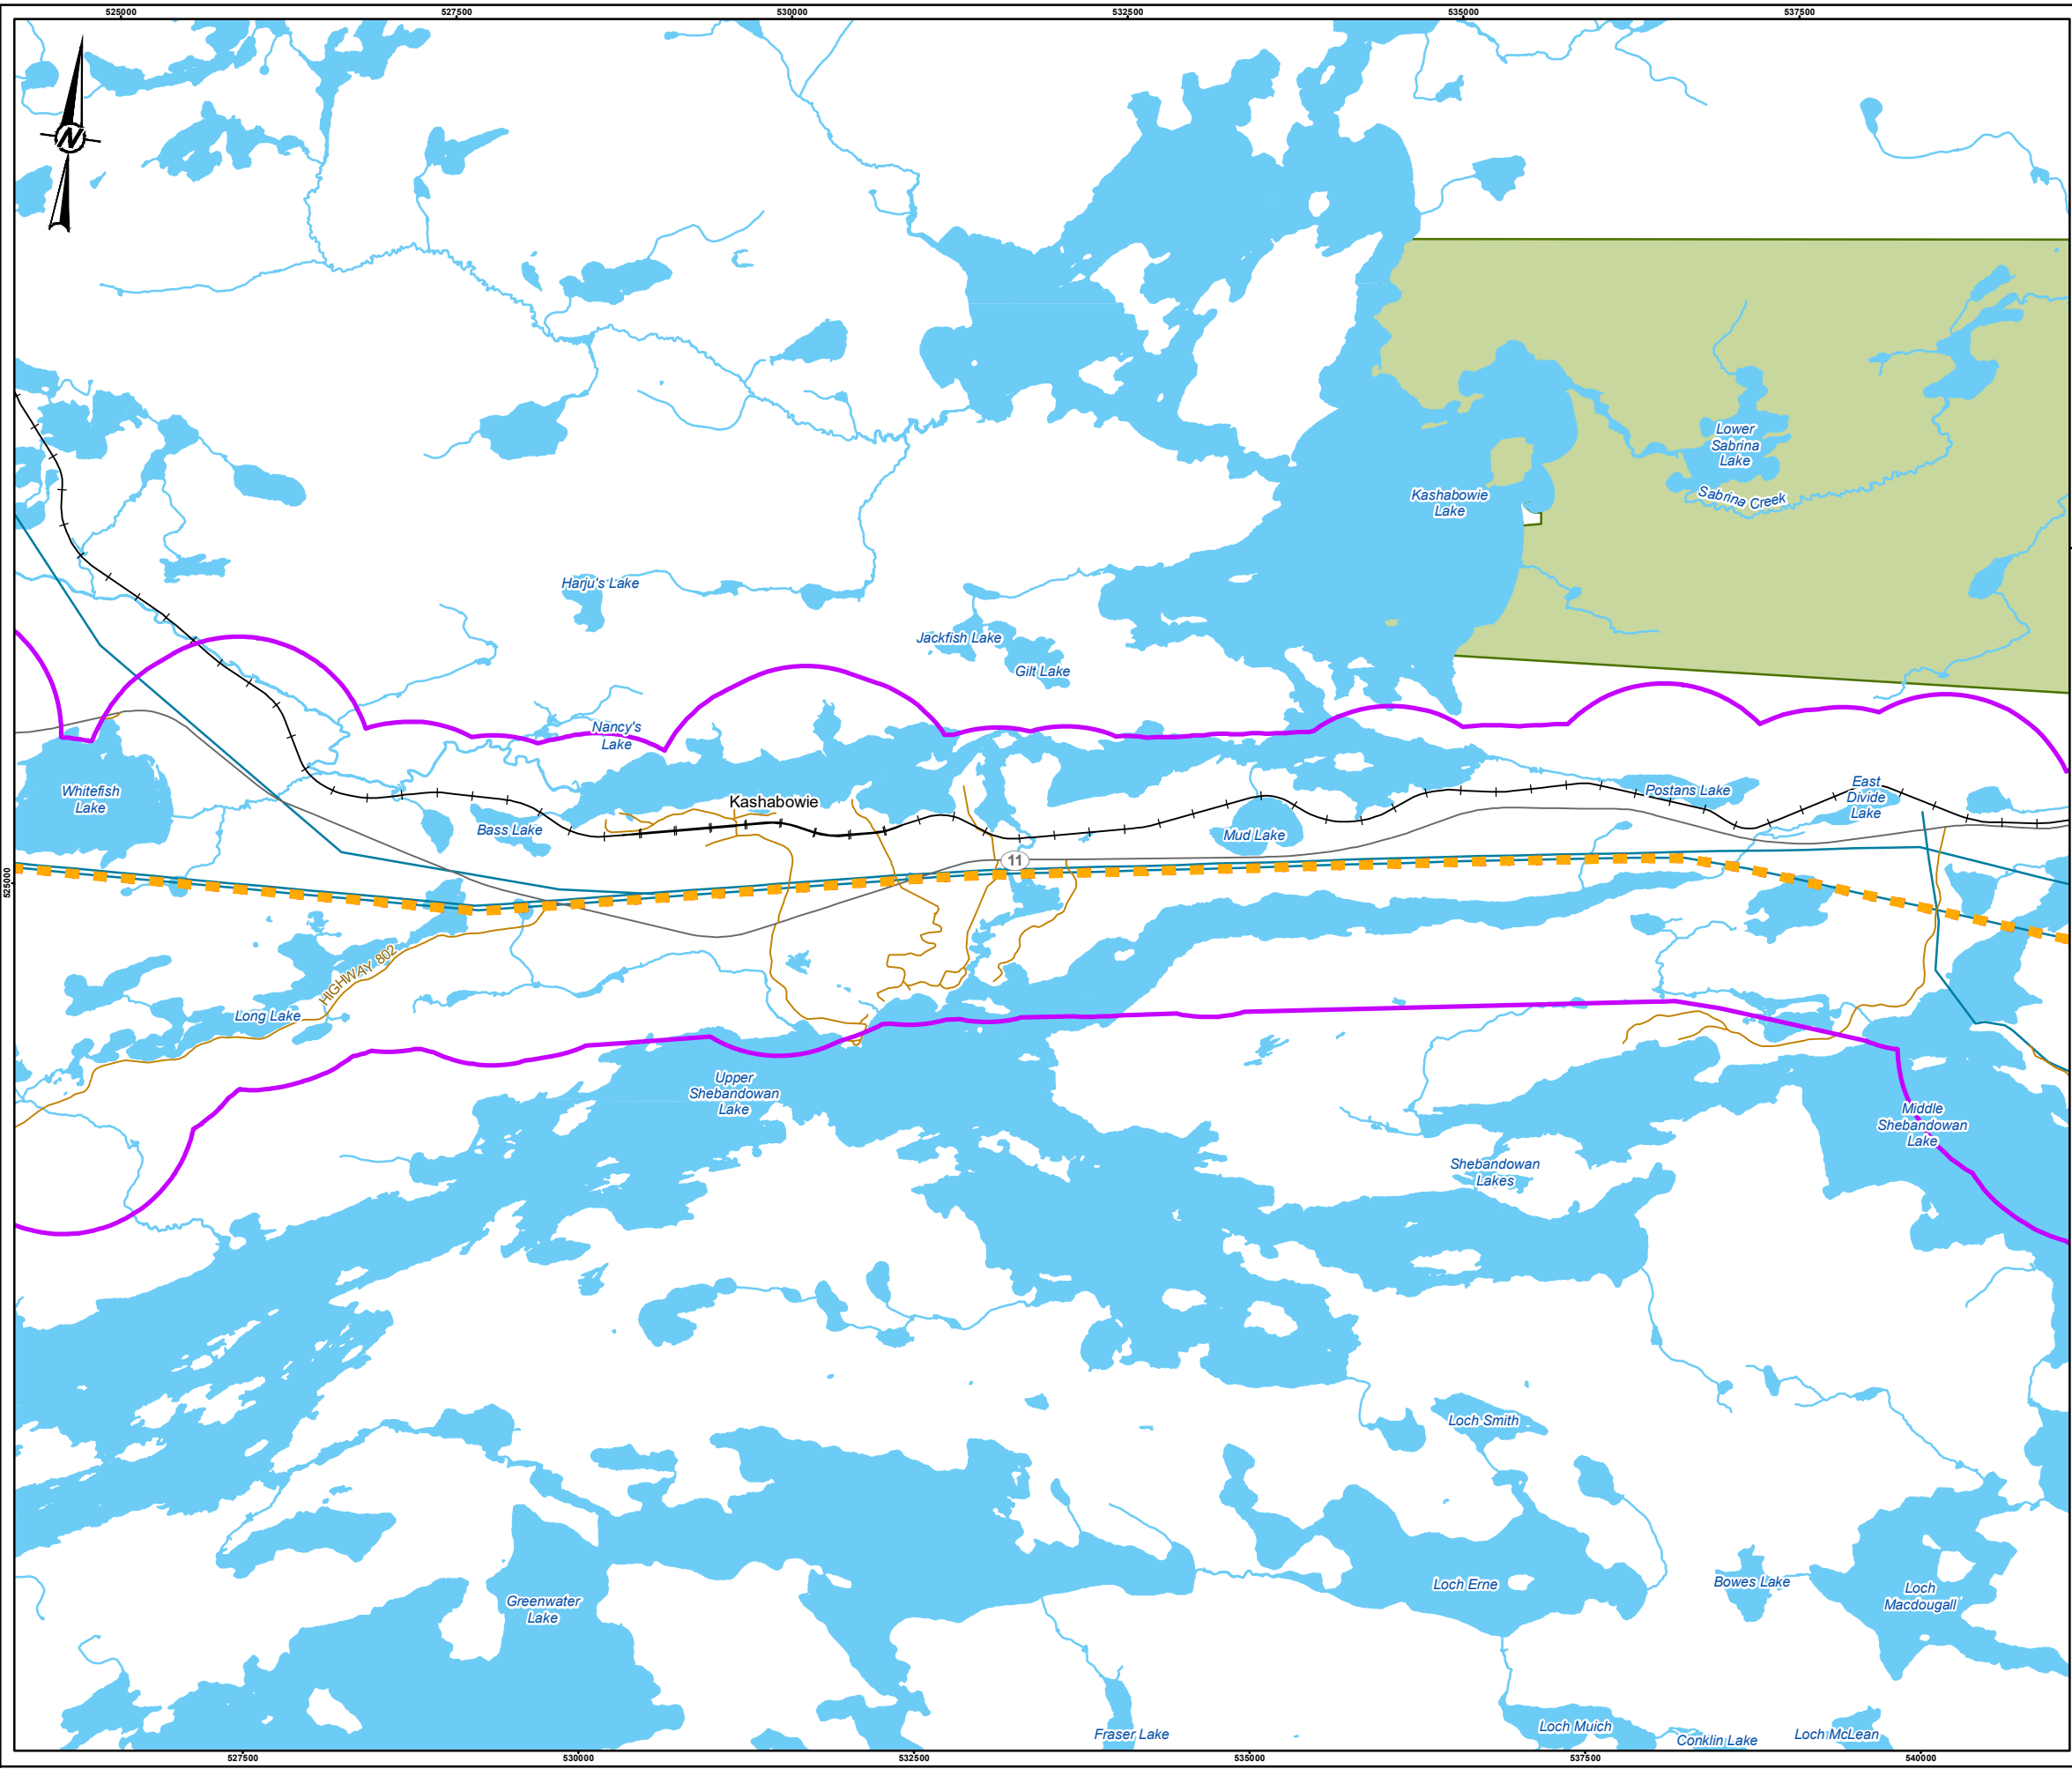 525000
527500
530000
532500
535000
537500
N
Lower
Sabrina
Lake
Kashabowie
Lake
Sabrina Creek
Harju's Lake
Jackfish Lake
Gilt Lake
Nancy's
Lake
Whitefish
Lake
East
Divide
Lake
Postans Lake
Kashabowie
Bass Lake
Mud Lake
11
525000
HIGHWAY 802
Long Lake
Upper
Shebandowan
Lake
Middle
Shebandowan
Lake
Shebandowan
Lakes
Loch Smith
Loch Erne
Bowes Lake
Loch
Macdougall
Greenwater
Lake
Fraser Lake
Loch Muich
Conklin Lake
Loch McLean
527500
530000
532500
535000
537500
540000